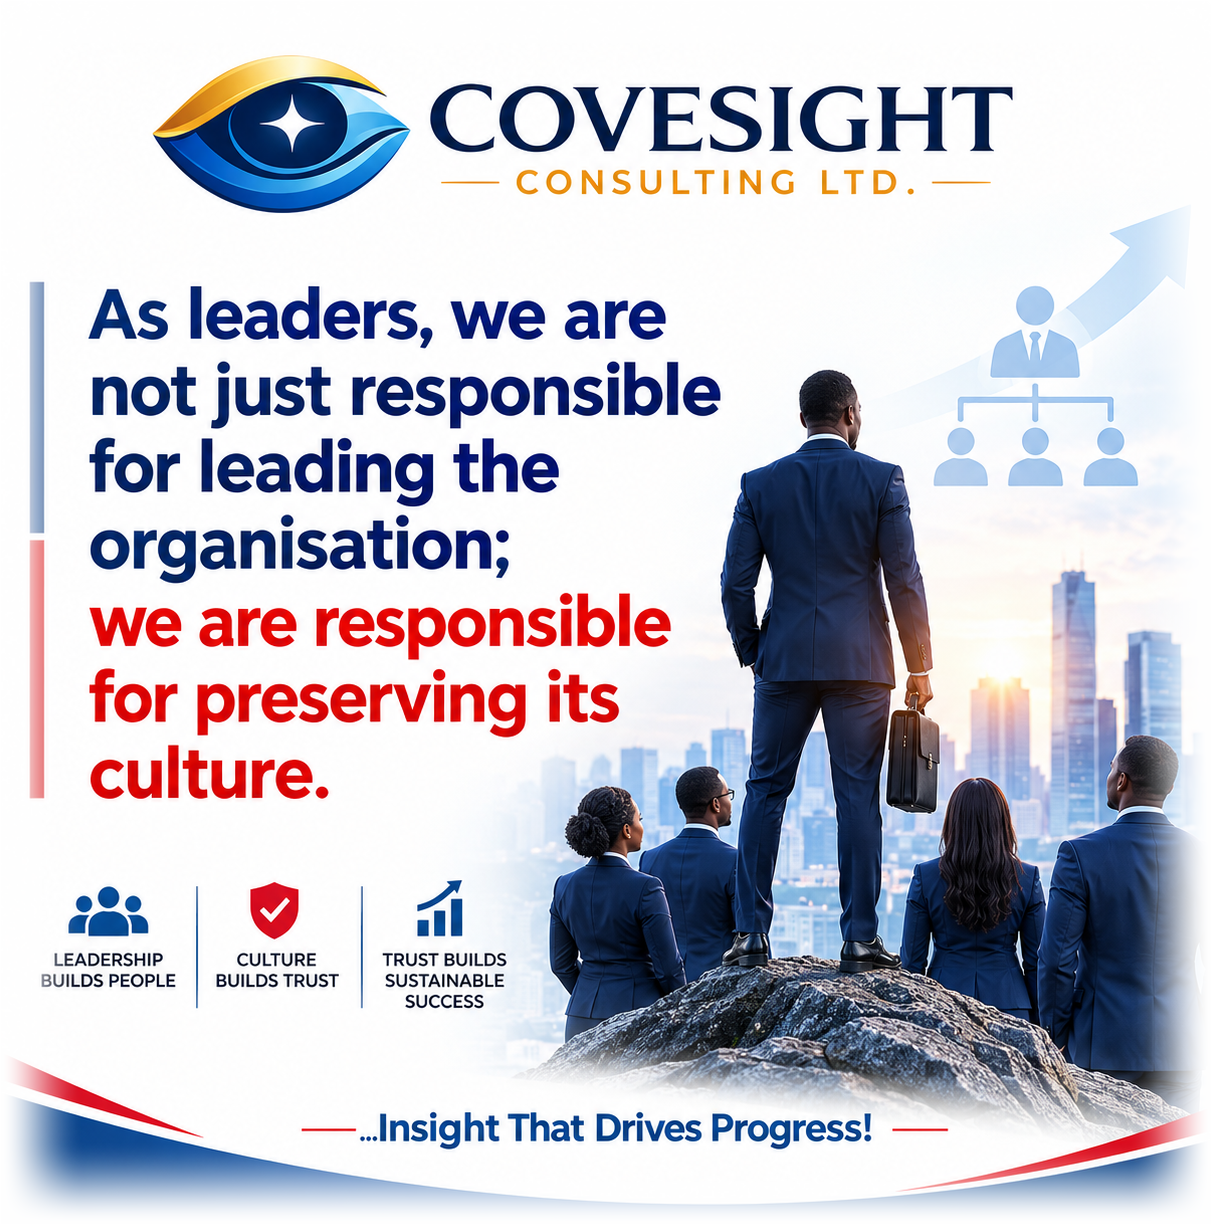 COVESIGHT
CONSULTING LTD.
As leaders, we are
not just responsible
for leading the
organisation;
we are responsible
for preserving its
culture.
LEADERSHIP
BUILDS PEOPLE
CULTURE
BUILDS TRUST
TRUST BUILDS
SUSTAINABLE
SUCCESS
...Insight That Drives Progress!